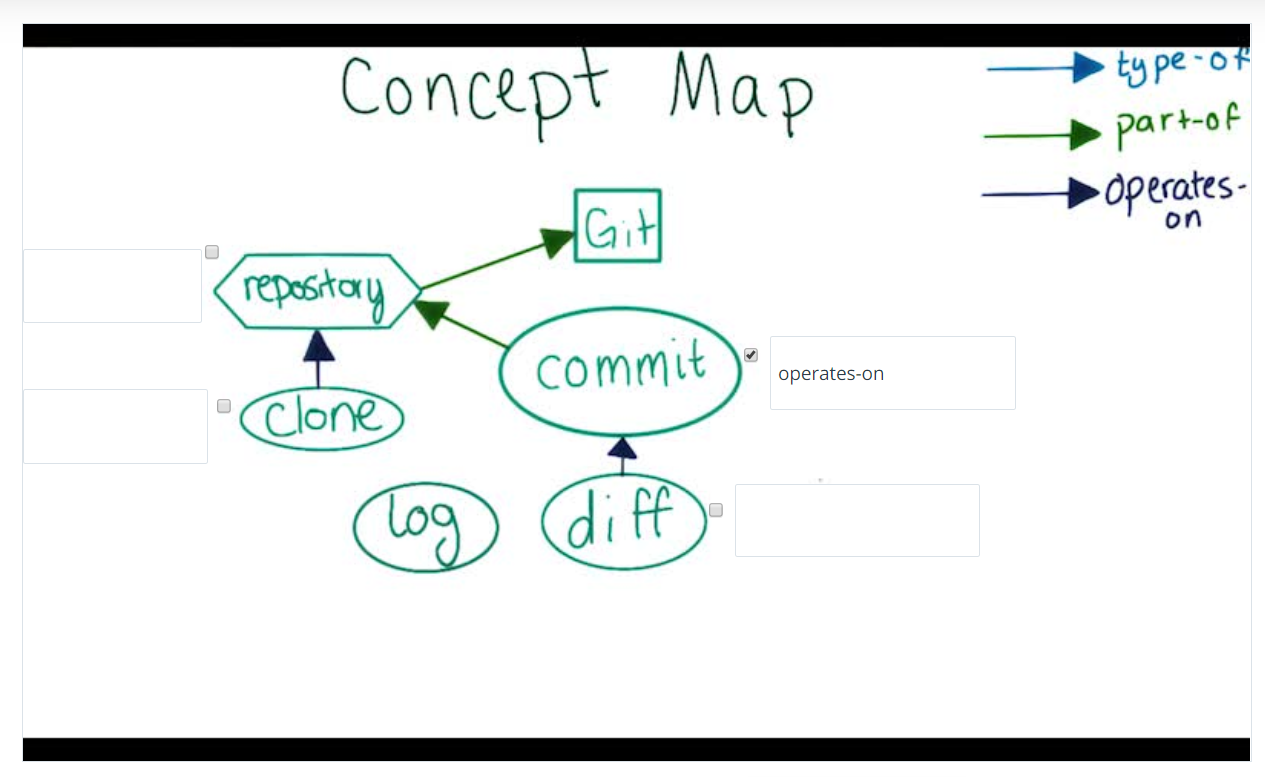 Concept Map
type-of
part-of
operates-
on
Git
repository
commit
operates-on
clone
log
diff